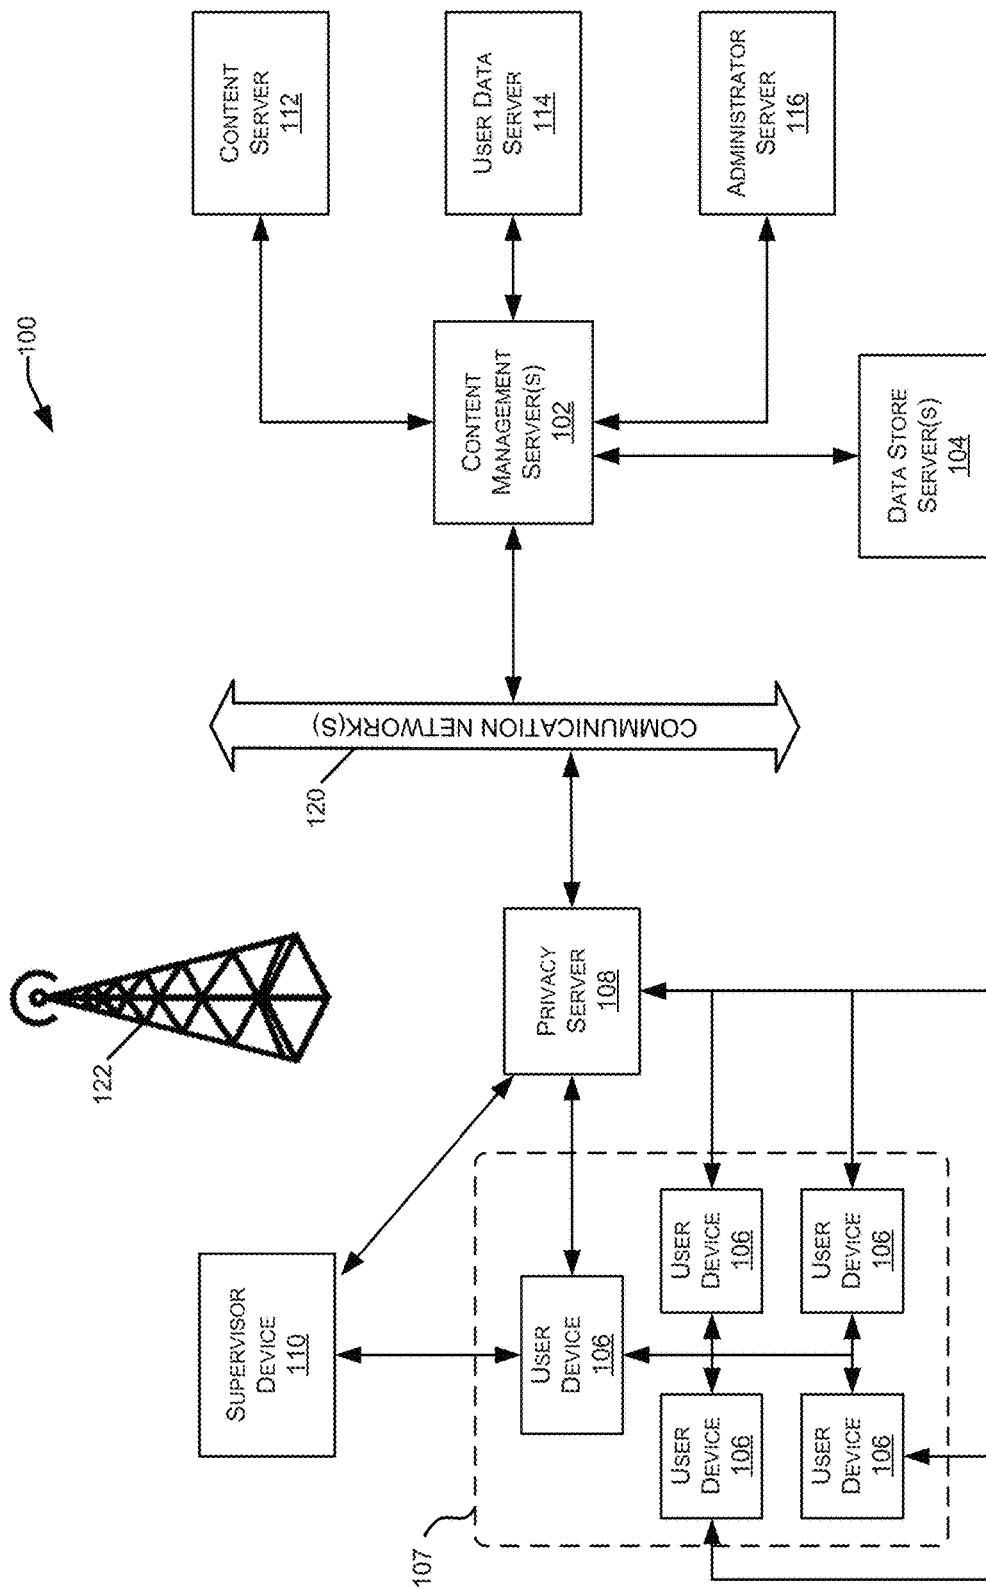 100
122
SUPERVISOR
DEVICE
110
CONTENT
SERVER
112
120
COMMUNICATION NETWORK(S)
107
USER
DEVICE
106
PRIVACY
SERVER
108
CONTENT
MANAGEMENT
SERVER(S)
102
USER DATA
SERVER
114
USER
DEVICE
106
USER
DEVICE
106
USER
DEVICE
106
USER
DEVICE
106
ADMINISTRATOR
SERVER
116
DATA STORE
SERVER(S)
104